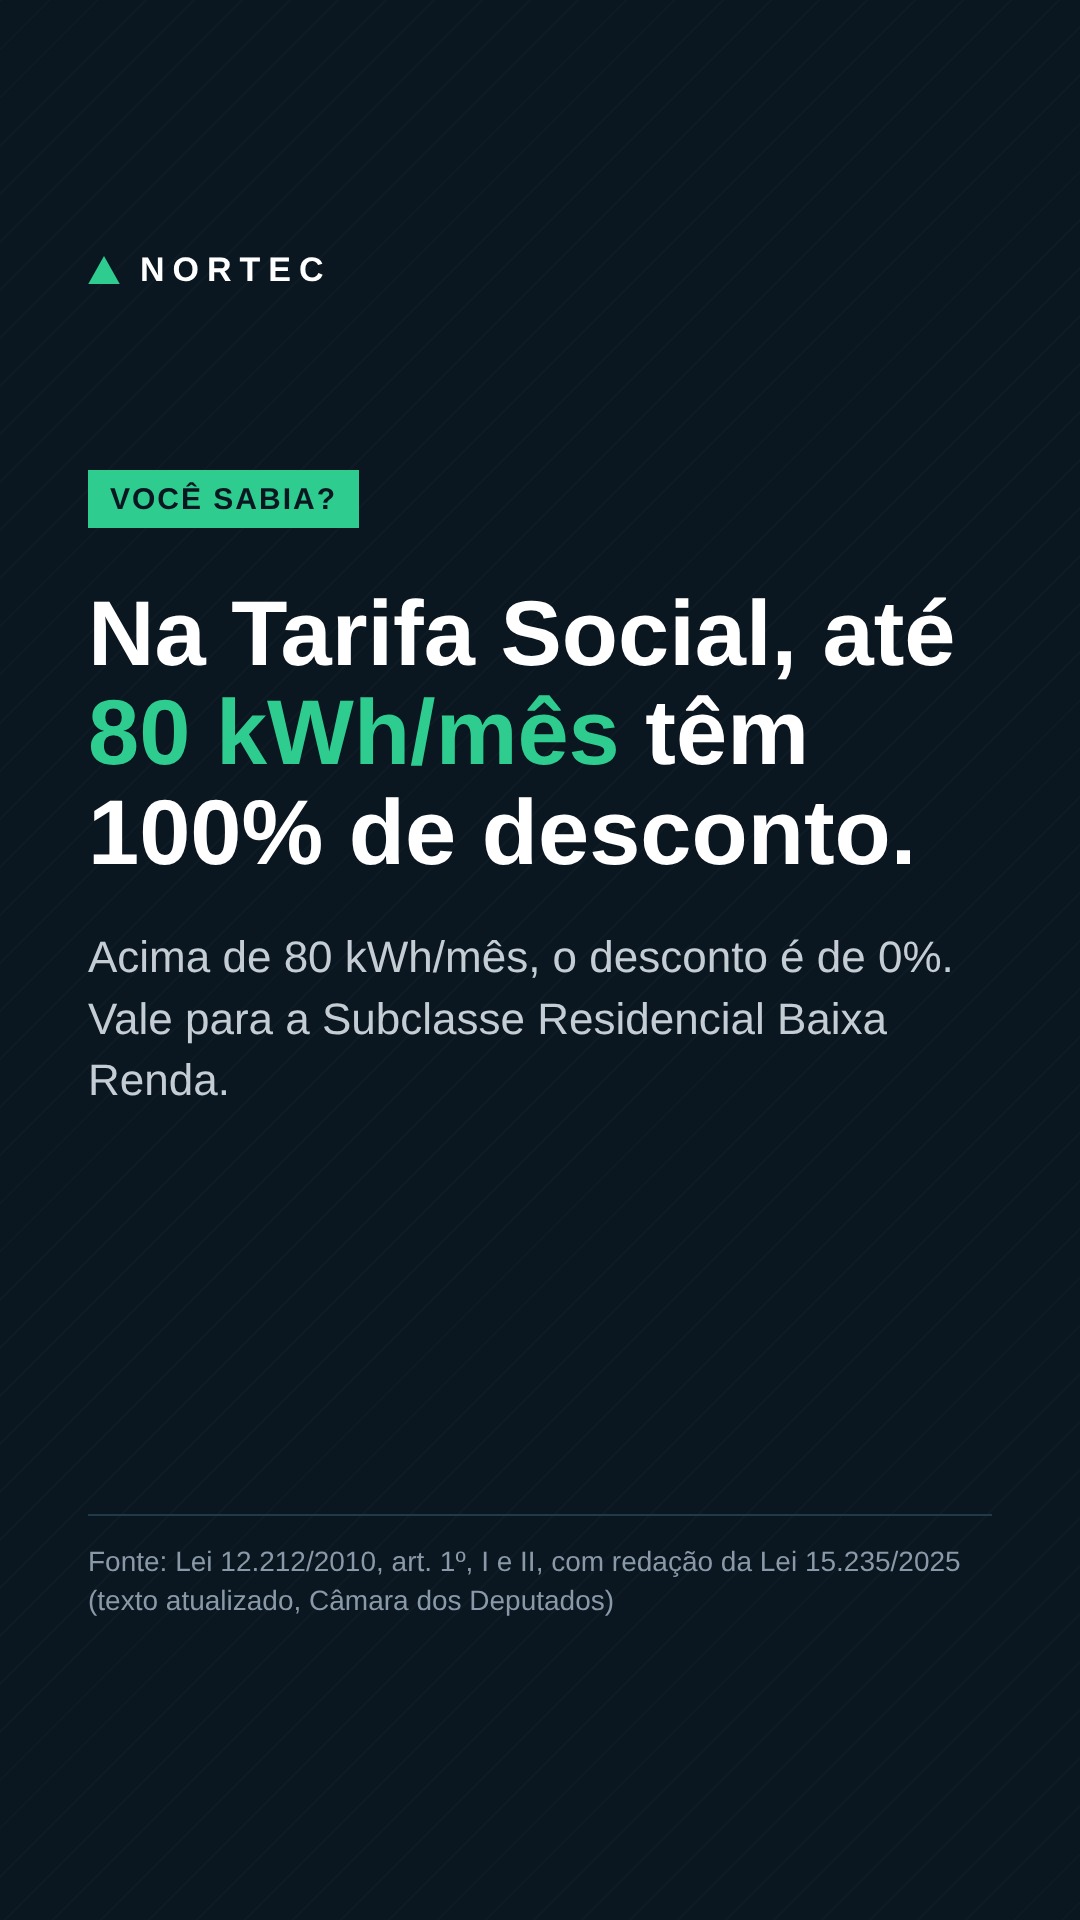 NORTEC
VOCÊ SABIA?
Na Tarifa Social, até
80 kWh/mês têm
100% de desconto.
Acima de 80 kWh/mês, o desconto é de 0%.
Vale para a Subclasse Residencial Baixa
Renda.
Fonte: Lei 12.212/2010, art. 1º, I e II, com redação da Lei 15.235/2025
(texto atualizado, Câmara dos Deputados)